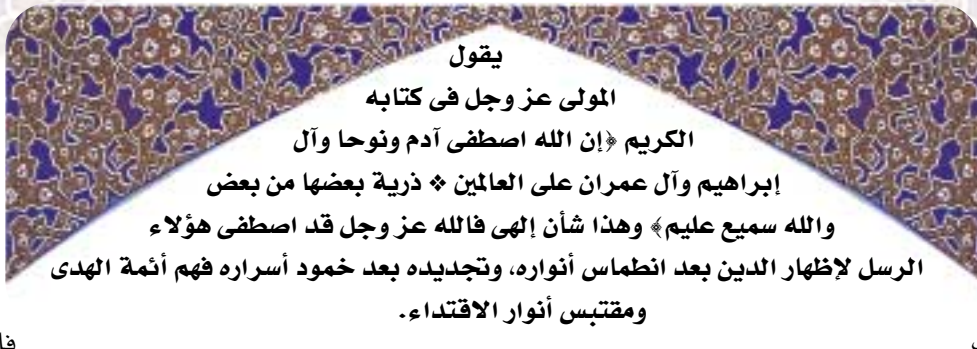 يقول
المولى عز وجل فى كتابه
الكريم ﴿إن الله اصطفى آدم ونوحا وآل
إبراهيم وآل عمران على العالمين ❖ ذرية بعضها من بعض
والله سميع عليم﴾ وهذا شأن إلهى فالله عز وجل قد اصطفى هؤلاء
الرسل لإظهار الدين بعد انطماس أنواره، وتجديده بعد خمود أسراره فهم أئمة الهدى
ومقتبس أنوار الاقتداء.